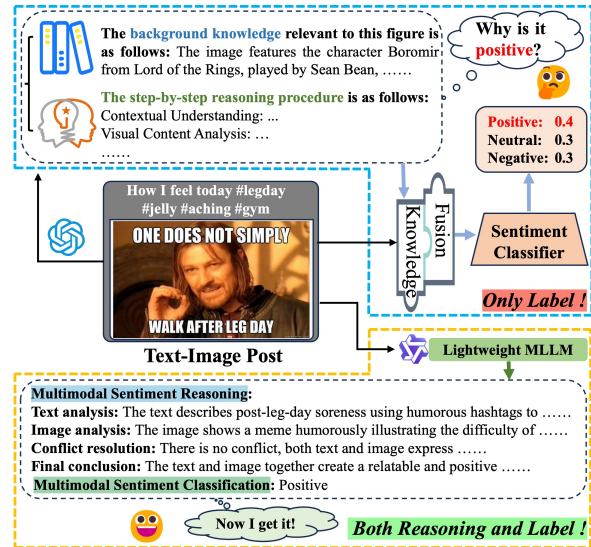 The background knowledge relevant to this figure is
as follows: The image features the character Boromir
from Lord of the Rings, played by Sean Bean, ……
The step-by-step reasoning procedure is as follows:
Contextual Understanding: ...
Visual Content Analysis: …
……
Why is it
positive?
Positive: 0.4
Neutral: 0.3
Negative: 0.3
How I feel today #legday
#jelly #aching #gym
ONE DOES NOT SIMPLY
WALK AFTER LEG DAY
Text-Image Post
Knowledge
Fusion
Sentiment
Classifier
Only Label !
Lightweight MLLM
Multimodal Sentiment Reasoning:
Text analysis: The text describes post-leg-day soreness using humorous hashtags to ……
Image analysis: The image shows a meme humorously illustrating the difficulty of ……
Conflict resolution: There is no conflict, both text and image express ……
Final conclusion: The text and image together create a relatable and positive ……
Multimodal Sentiment Classification: Positive
Now I get it!
Both Reasoning and Label !